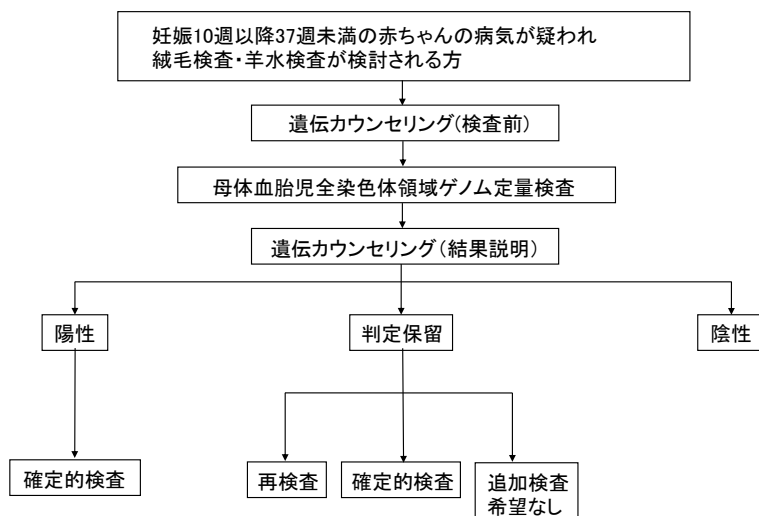 妊娠10週以降37週未満の赤ちゃんの病気が疑われ
絨毛検査・羊水検査が検討される方
遺伝カウンセリング(検査前)
母体血胎児全染色体領域ゲノム定量検査
遺伝カウンセリング(結果説明)
陽性
判定保留
陰性
確定的検査
再検査
確定的検査
追加検査
希望なし